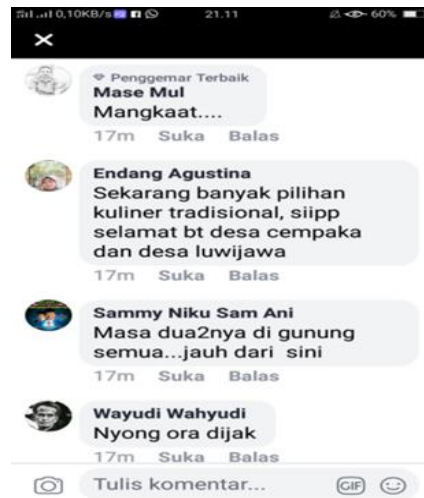 0,10KB/s 21.11 60%
Penggemar Terbaik
Mase Mul
Mangkaat....
17m Suka Balas
Endang Agustina
Sekarang banyak pilihan
kuliner tradisional, siipp
selamat bt desa cempaka
dan desa luwijawa
17m Suka Balas
Sammy Niku Sam Ani
Masa dua2nya di gunung
semua...jauh dari sini
17m Suka Balas
Wayudi Wahyudi
Nyong ora dijak
17m Suka Balas
Tulis komentar... GIF